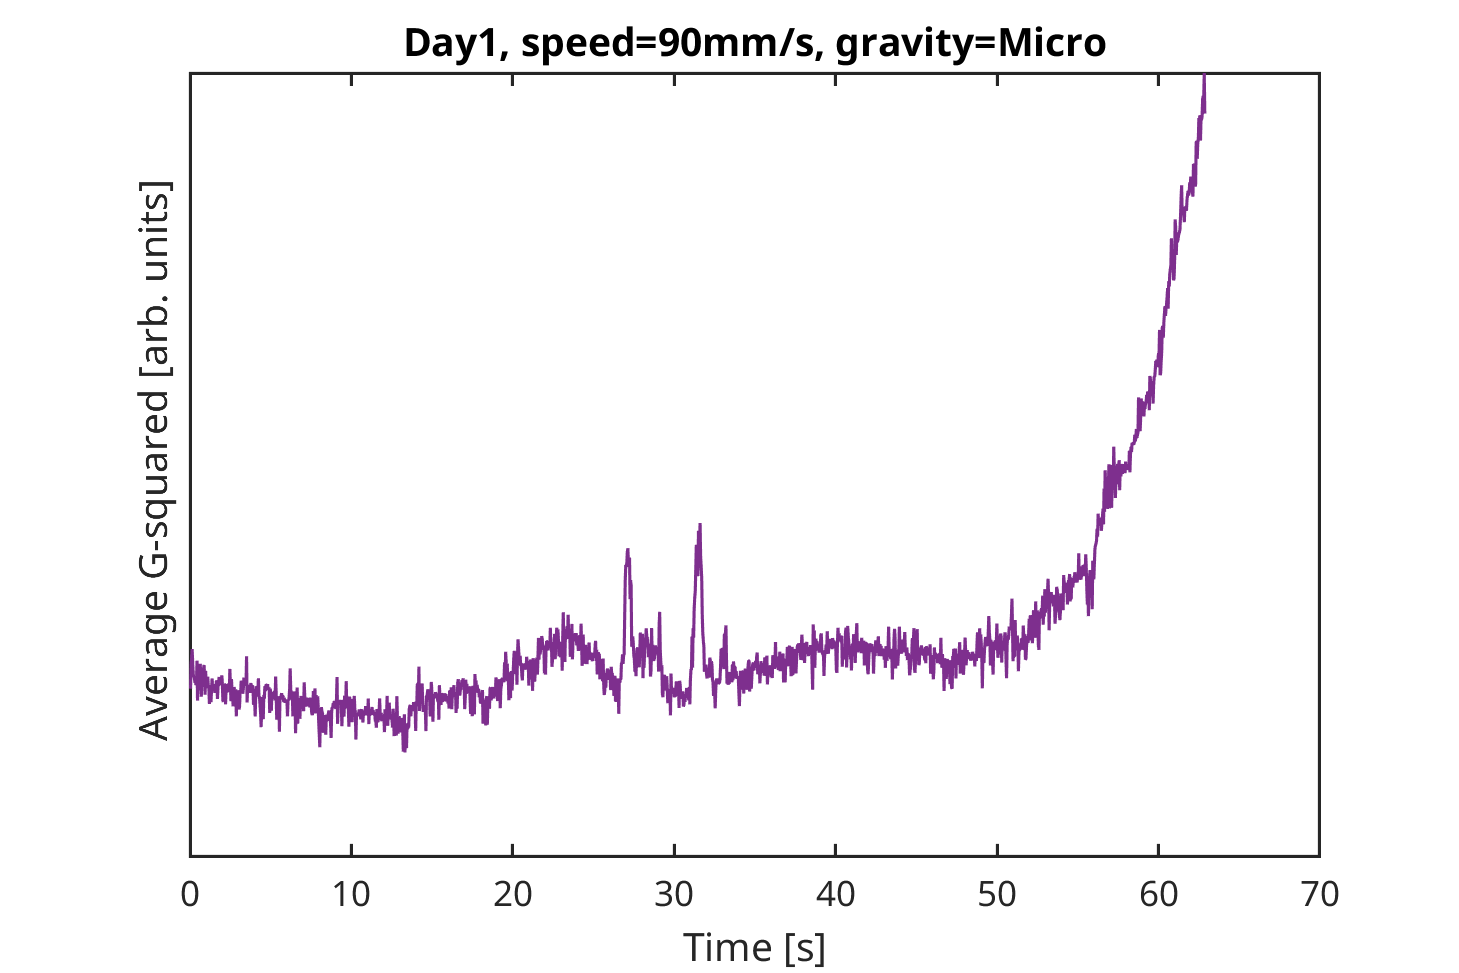 Day1, speed=90mm/s, gravity=Micro
Average G-squared [arb. units]
0 10 20 30 40 50 60 70
Time [s]